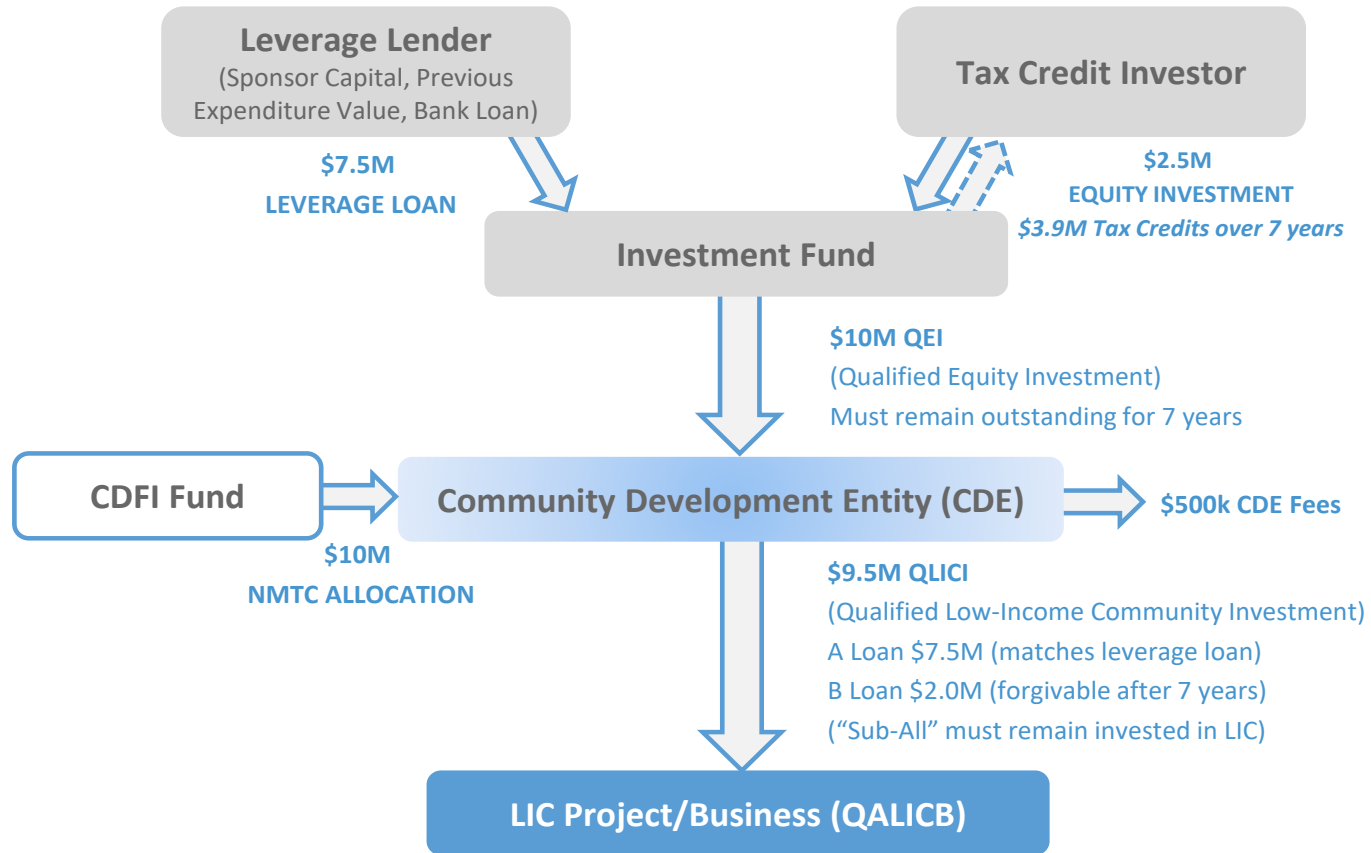 Leverage Lender
(Sponsor Capital, Previous
Expenditure Value, Bank Loan)
Tax Credit Investor
$7.5M
LEVERAGE LOAN
$2.5M
EQUITY INVESTMENT
$3.9M Tax Credits over 7 years
Investment Fund
$10M QEI
(Qualified Equity Investment)
Must remain outstanding for 7 years
CDFI Fund
Community Development Entity (CDE)
$500k CDE Fees
$10M
NMTC ALLOCATION
$9.5M QLICI
(Qualified Low-Income Community Investment)
A Loan $7.5M (matches leverage loan)
B Loan $2.0M (forgivable after 7 years)
(“Sub-All” must remain invested in LIC)
LIC Project/Business (QALICB)